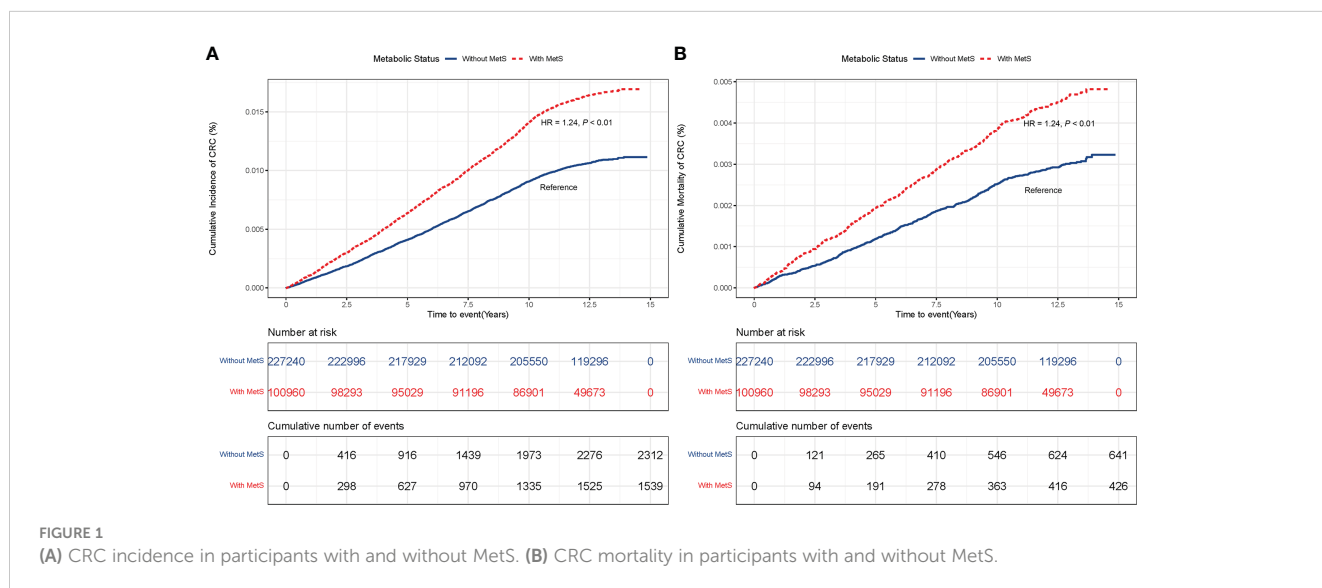 A
Metabolic Status Without MetS With MetS
Cumulative Incidence of CRC (%)
0.015
0.010
0.005
0.000
HR = 1.24, P < 0.01
Reference
0 2.5 5 7.5 10 12.5 15
Time to event(Years)
Number at risk
Without MetS 227240 222996 217929 212092 205550 119296 0
With MetS 100960 98293 95029 91196 86901 49673 0
Cumulative number of events
Without MetS 0 416 916 1439 1973 2276 2312
With MetS 0 298 627 970 1335 1525 1539
B
Metabolic Status Without MetS With MetS
Cumulative Mortality of CRC (%)
0.005
0.004
0.003
0.002
0.001
0.000
HR = 1.24, P < 0.01
Reference
0 2.5 5 7.5 10 12.5 15
Time to event(Years)
Number at risk
Without MetS 227240 222996 217929 212092 205550 119296 0
With MetS 100960 98293 95029 91196 86901 49673 0
Cumulative number of events
Without MetS 0 121 265 410 546 624 641
With MetS 0 94 191 278 363 416 426
FIGURE 1
(A) CRC incidence in participants with and without MetS. (B) CRC mortality in participants with and without MetS.